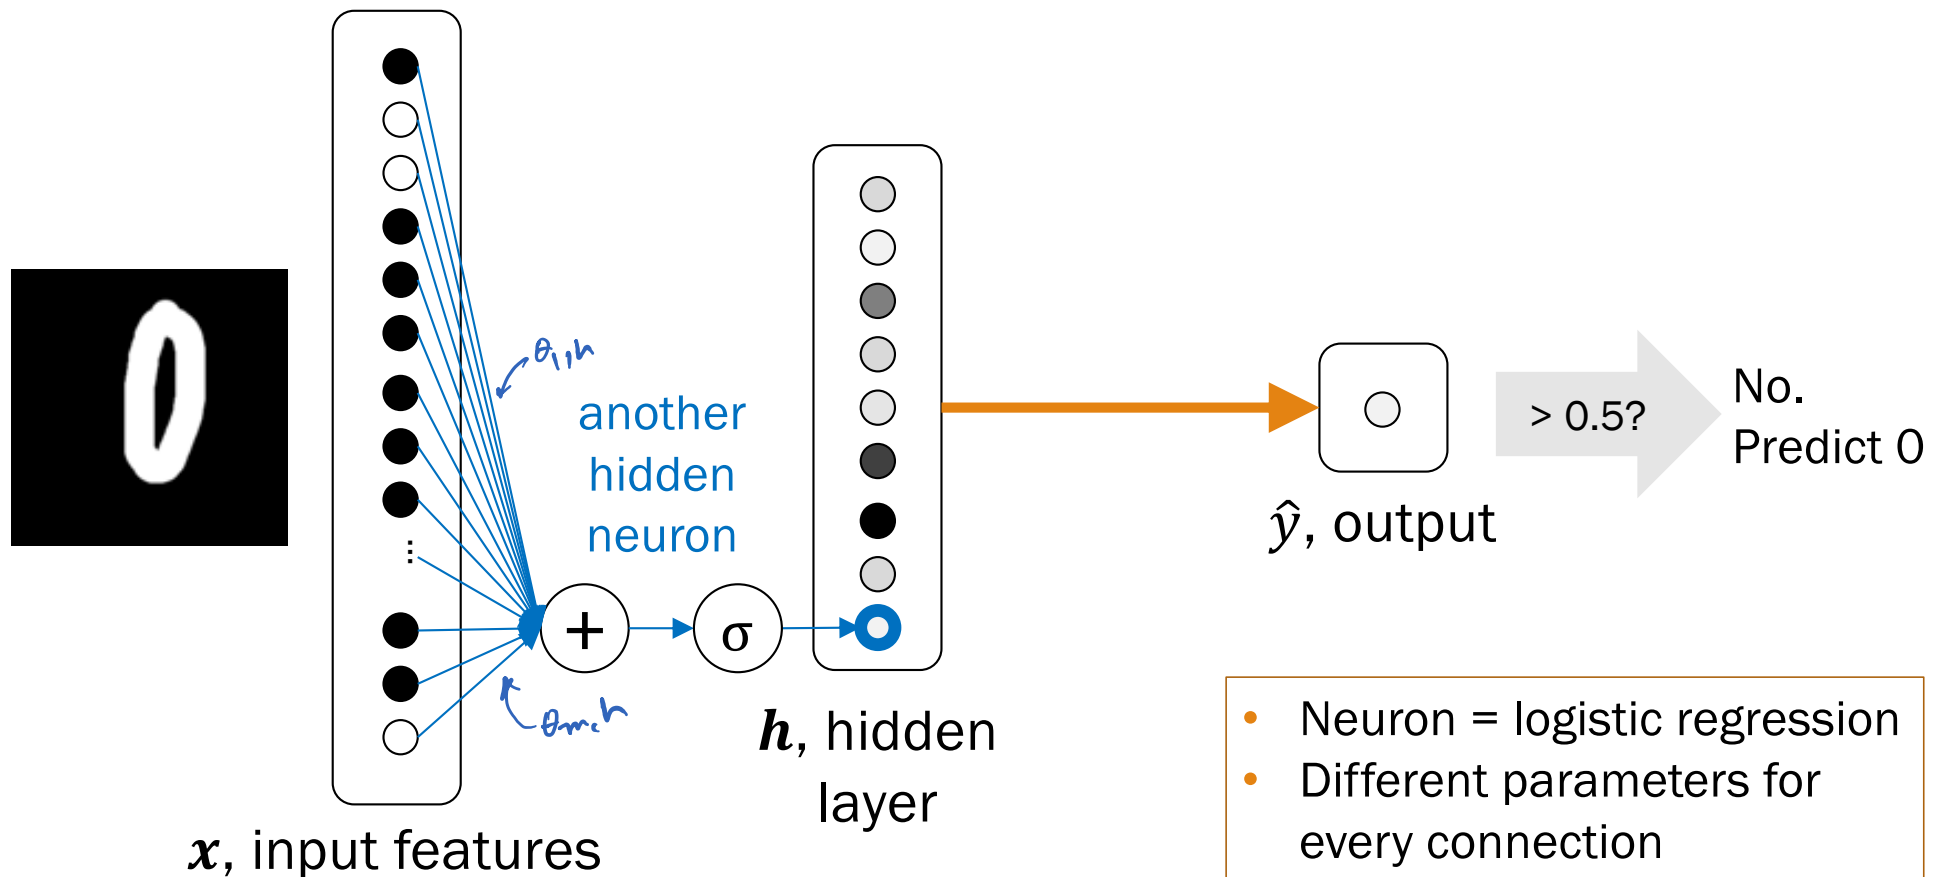 θ₁,h
another
hidden
neuron
+
σ
θm,h
x, input features
h, hidden
layer
ŷ, output
> 0.5?
No.
Predict 0
• Neuron = logistic regression
• Different parameters for
every connection